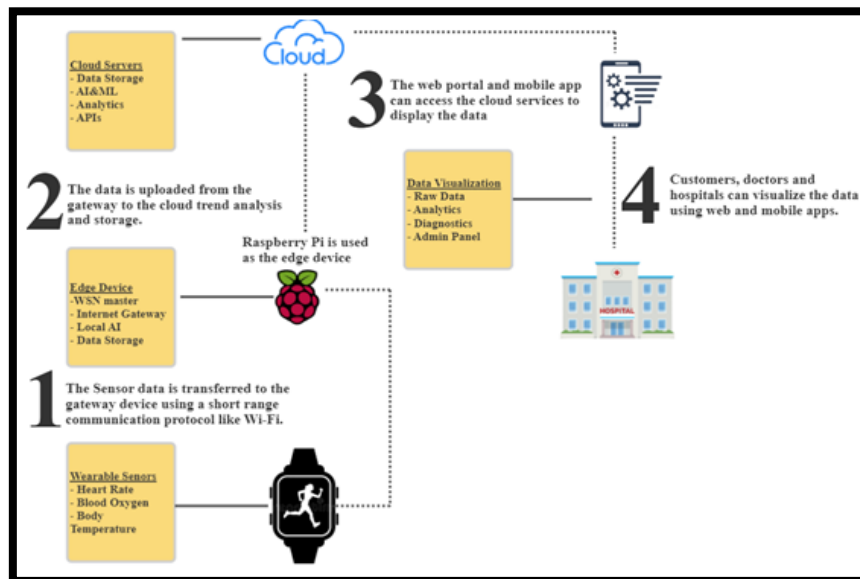 Cloud Servers
- Data Storage
- AI&ML
- Analytics
- APIs
Cloud
3
The web portal and mobile app
can access the cloud services to
display the data
2
The data is uploaded from the
gateway to the cloud trend analysis
and storage.
Data Visualization
- Raw Data
- Analytics
- Diagnostics
- Admin Panel
4
Customers, doctors and
hospitals can visualize the data
using web and mobile apps.
Raspberry Pi is used
as the edge device
Edge Device
-WSN master
- Internet Gateway
- Local AI
- Data Storage
HOSPITAL
1
The Sensor data is transferred to the
gateway device using a short range
communication protocol like Wi-Fi.
Wearable Senors
- Heart Rate
- Blood Oxygen
- Body
Temperature